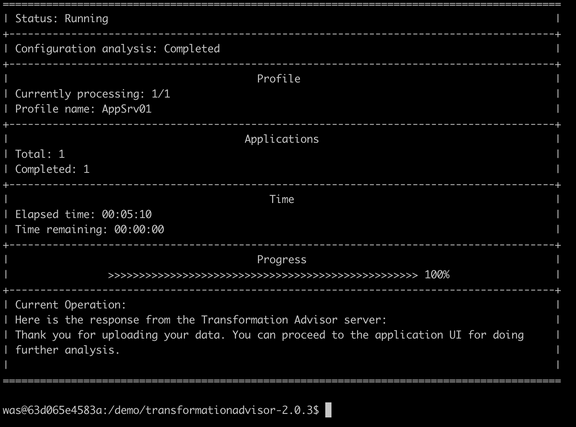 Status: Running
Configuration analysis: Completed
Profile
Currently processing: 1/1
Profile name: AppSrv01
Applications
Total: 1
Completed: 1
Time
Elapsed time: 00:05:10
Time remaining: 00:00:00
Progress
>>>>>>>>>>>>>>>>>>>>>>>>>>>>>>>>>>>>>>>>>>>>>>>>>> 100%
Current Operation:
Here is the response from the Transformation Advisor server:
Thank you for uploading your data. You can proceed to the application UI for doing
further analysis.
was@63d065e4583a:/demo/transformationadvisor-2.0.3$